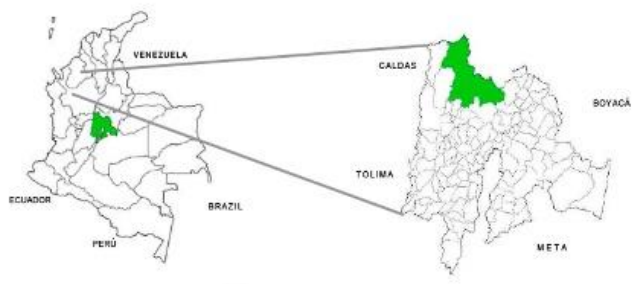 VENEZUELA
CALDAS
BOYACÁ
TOLIMA
ECUADOR
BRAZIL
PERÚ
META